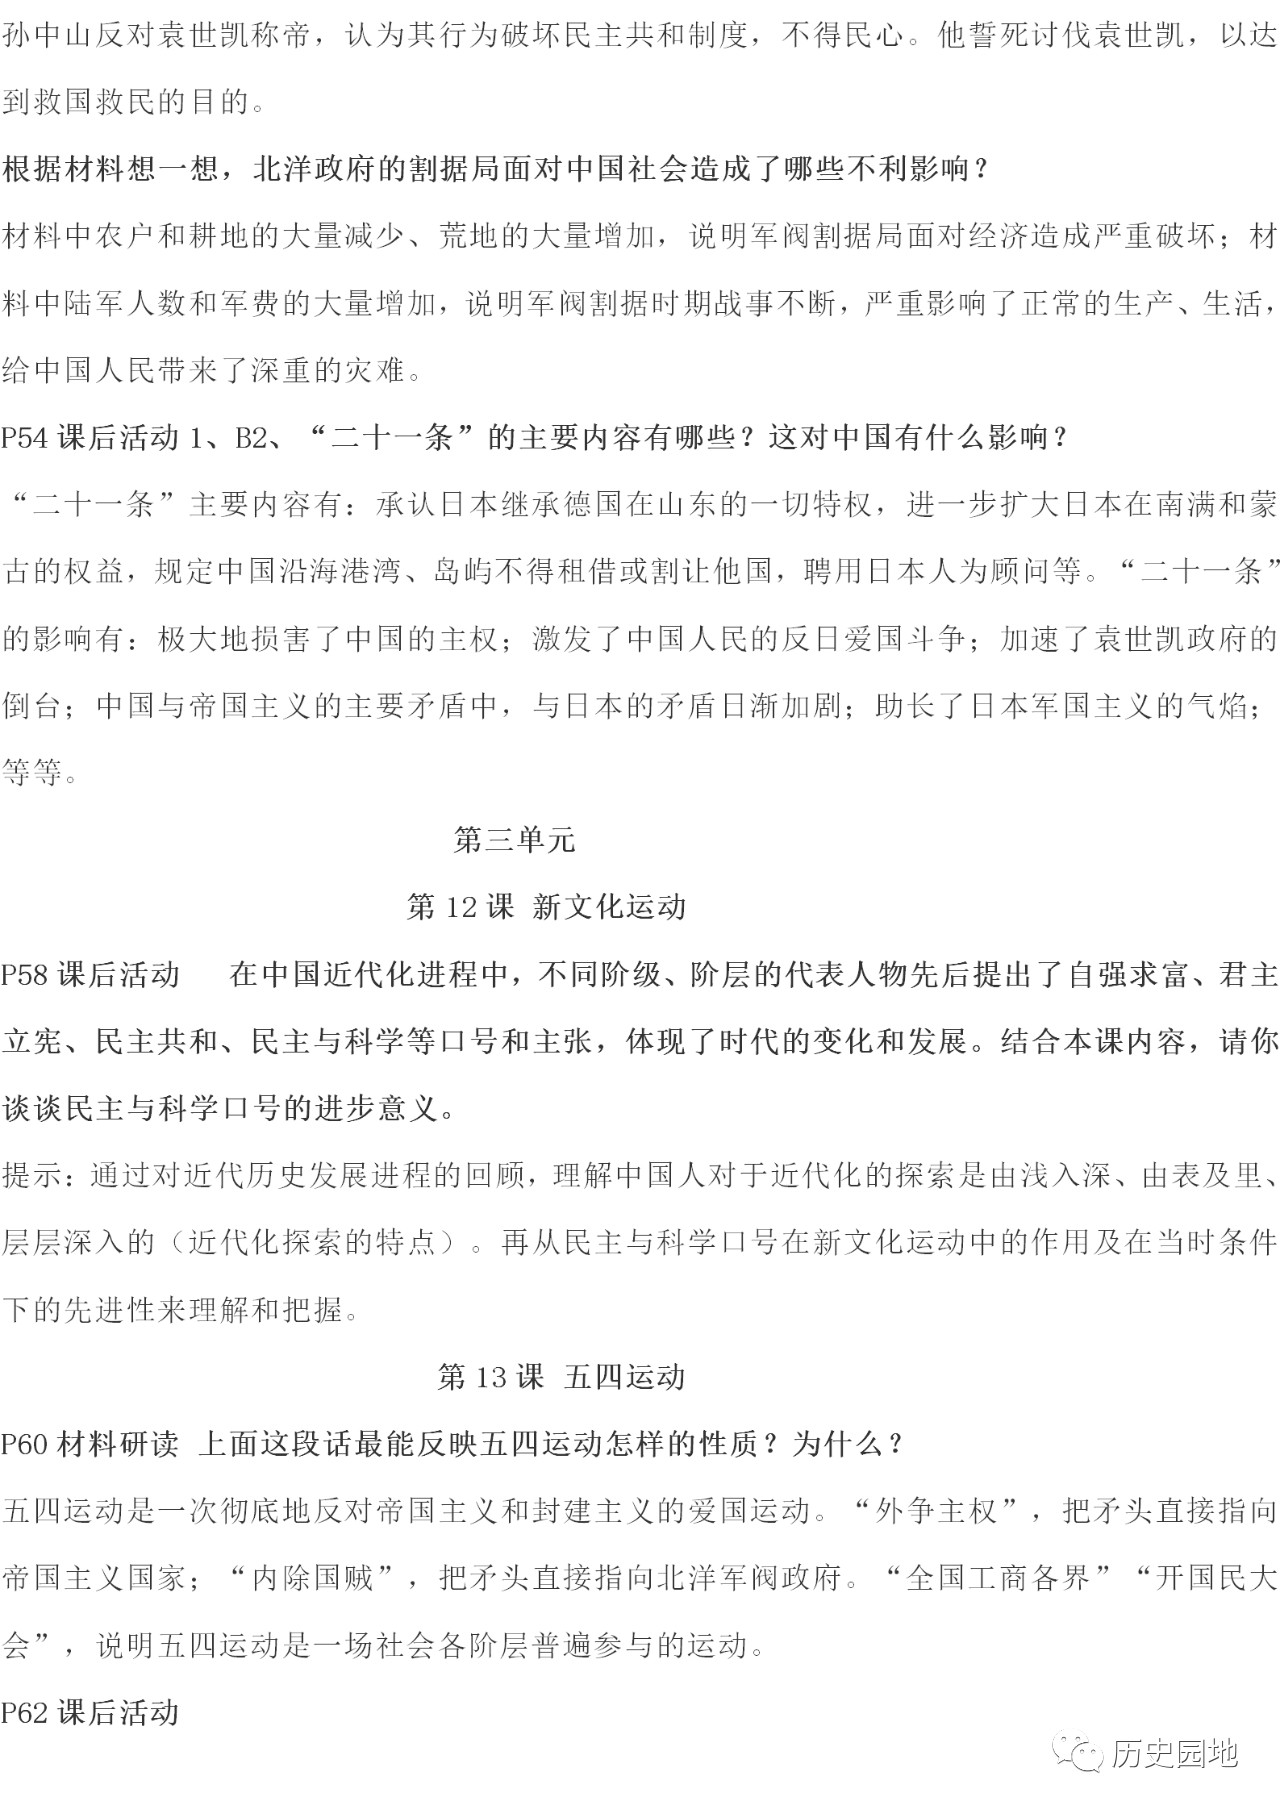 孙中山反对袁世凯称帝，认为其行为破坏民主共和制度，不得民心。他誓死讨伐袁世凯，以达
到救国救民的目的。
根据材料想一想，北洋政府的割据局面对中国社会造成了哪些不利影响？
材料中农户和耕地的大量减少、荒地的大量增加，说明军阀割据局面对经济造成严重破坏；材
料中陆军人数和军费的大量增加，说明军阀割据时期战事不断，严重影响了正常的生产、生活，
给中国人民带来了深重的灾难。
P54 课后活动 1、B2、“二十一条”的主要内容有哪些？这对中国有什么影响？
“二十一条”主要内容有：承认日本继承德国在山东的一切特权，进一步扩大日本在南满和蒙
古的权益，规定中国沿海港湾、岛屿不得租借或割让他国，聘用日本人为顾问等。“二十一条”
的影响有：极大地损害了中国的主权；激发了中国人民的反日爱国斗争；加速了袁世凯政府的
倒台；中国与帝国主义的主要矛盾中，与日本的矛盾日渐加剧；助长了日本军国主义的气焰；
等等。
第三单元
第 12 课 新文化运动
P58 课后活动 在中国近代化进程中，不同阶级、阶层的代表人物先后提出了自强求富、君主
立宪、民主共和、民主与科学等口号和主张，体现了时代的变化和发展。结合本课内容，请你
谈谈民主与科学口号的进步意义。
提示：通过对近代历史发展进程的回顾，理解中国人对于近代化的探索是由浅入深、由表及里、
层层深入的（近代化探索的特点）。再从民主与科学口号在新文化运动中的作用及在当时条件
下的先进性来理解和把握。
第 13 课 五四运动
P60 材料研读 上面这段话最能反映五四运动怎样的性质？为什么？
五四运动是一次彻底地反对帝国主义和封建主义的爱国运动。“外争主权”，把矛头直接指向
帝国主义国家；“内除国贼”，把矛头直接指向北洋军阀政府。“全国工商各界”“开国民大
会”，说明五四运动是一场社会各阶层普遍参与的运动。
P62 课后活动
历史园地